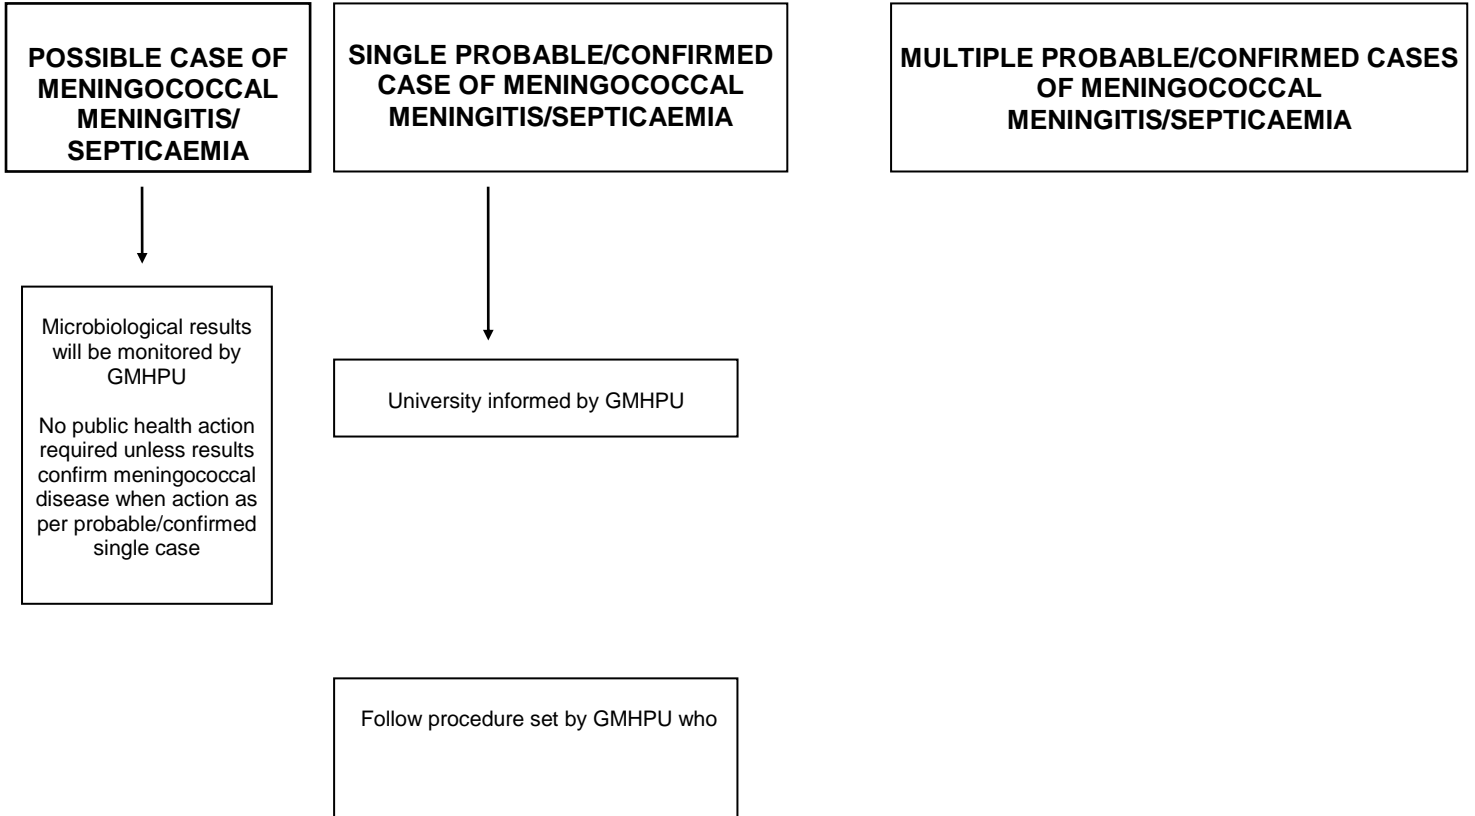 POSSIBLE CASE OF
MENINGOCOCCAL
MENINGITIS/
SEPTICAEMIA
SINGLE PROBABLE/CONFIRMED
CASE OF MENINGOCOCCAL
MENINGITIS/SEPTICAEMIA
MULTIPLE PROBABLE/CONFIRMED CASES
OF MENINGOCOCCAL
MENINGITIS/SEPTICAEMIA
Microbiological results
will be monitored by
GMHPU
No public health action
required unless results
confirm meningococcal
disease when action as
per probable/confirmed
single case
University informed by GMHPU
Follow procedure set by GMHPU who